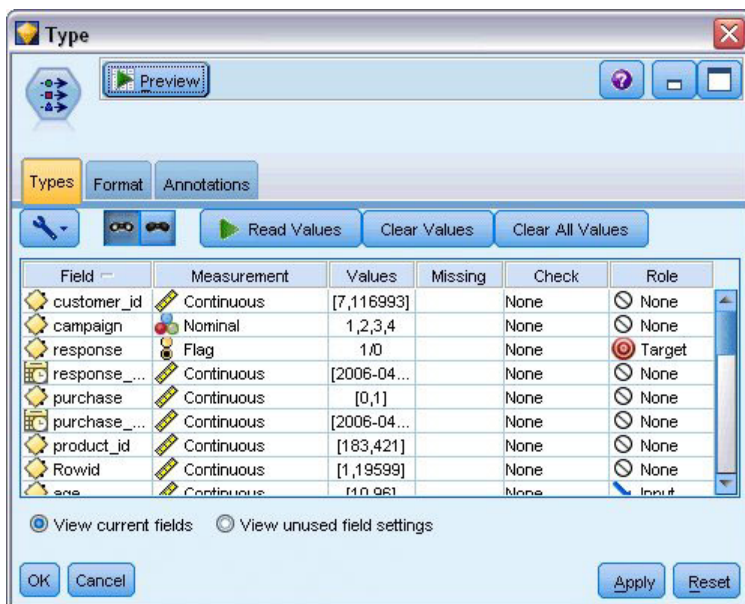 Type
Preview
Types Format Annotations
Read Values Clear Values Clear All Values
Field Measurement Values Missing Check Role
customer_id Continuous [7,116993] None None
campaign Nominal 1,2,3,4 None None
response Flag 1/0 None Target
response_... Continuous [2006-04... None None
purchase Continuous [0,1] None None
purchase_... Continuous [2006-04... None None
product_id Continuous [183,421] None None
Rowid Continuous [1,19599] None None
age Continuous [10,96] None Input
View current fields View unused field settings
OK Cancel Apply Reset